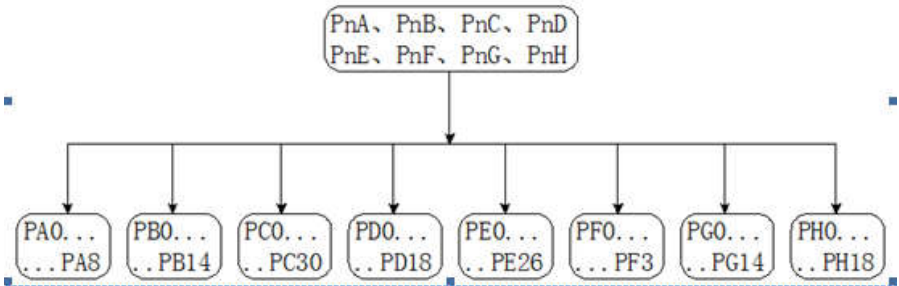 PnA、PnB、PnC、PnD
PnE、PnF、PnG、PnH
PA0...
...PA8
PB0...
..PB14
PC0...
..PC30
PD0...
..PD18
PE0...
..PE26
PF0...
...PF3
PG0...
..PG14
PH0...
..PH18